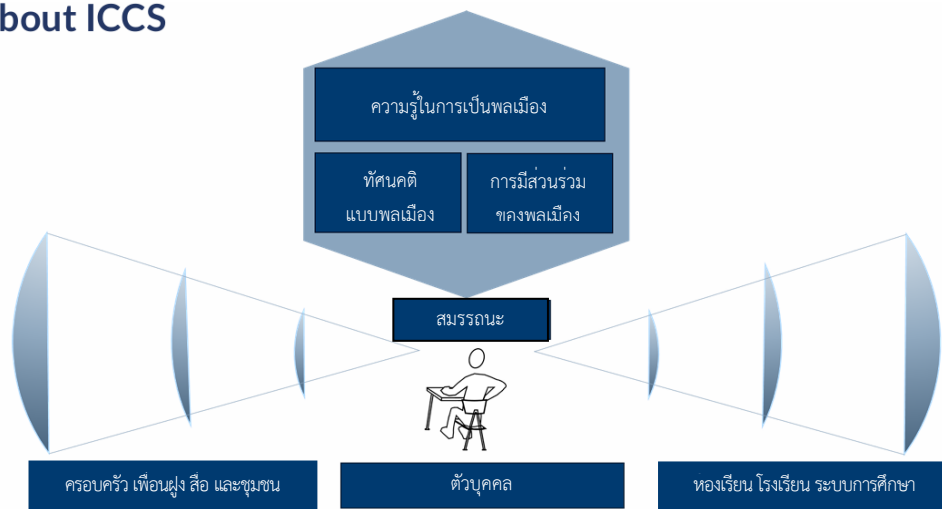 bout ICCS
ความรู้ในการเป็นพลเมือง
ทัศนคติ
แบบพลเมือง
การมีส่วนร่วม
ของพลเมือง
สมรรถนะ
ครอบครัว เพื่อนฝูง สื่อ และชุมชน
ตัวบุคคล
ห้องเรียน โรงเรียน ระบบการศึกษา